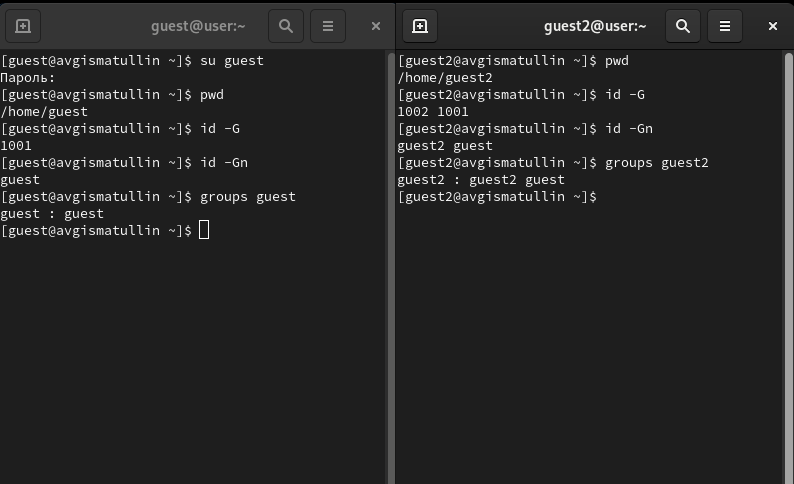 guest@user:~
[guest@avgismatullin ~]$ su guest
Пароль:
[guest@avgismatullin ~]$ pwd
/home/guest
[guest@avgismatullin ~]$ id -G
1001
[guest@avgismatullin ~]$ id -Gn
guest
[guest@avgismatullin ~]$ groups guest
guest : guest
[guest@avgismatullin ~]$
guest2@user:~
[guest2@avgismatullin ~]$ pwd
/home/guest2
[guest2@avgismatullin ~]$ id -G
1002 1001
[guest2@avgismatullin ~]$ id -Gn
guest2 guest
[guest2@avgismatullin ~]$ groups guest2
guest2 : guest2 guest
[guest2@avgismatullin ~]$